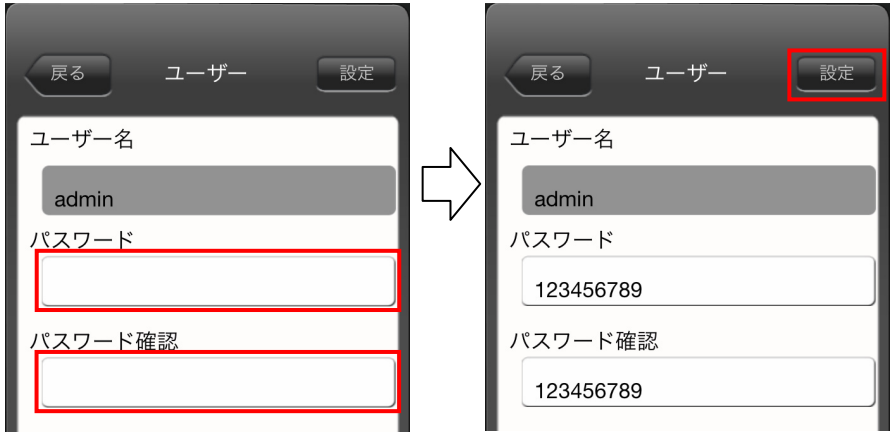 戻る ユーザー 設定
ユーザー名
admin
パスワード
パスワード確認
戻る ユーザー 設定
ユーザー名
admin
パスワード
123456789
パスワード確認
123456789